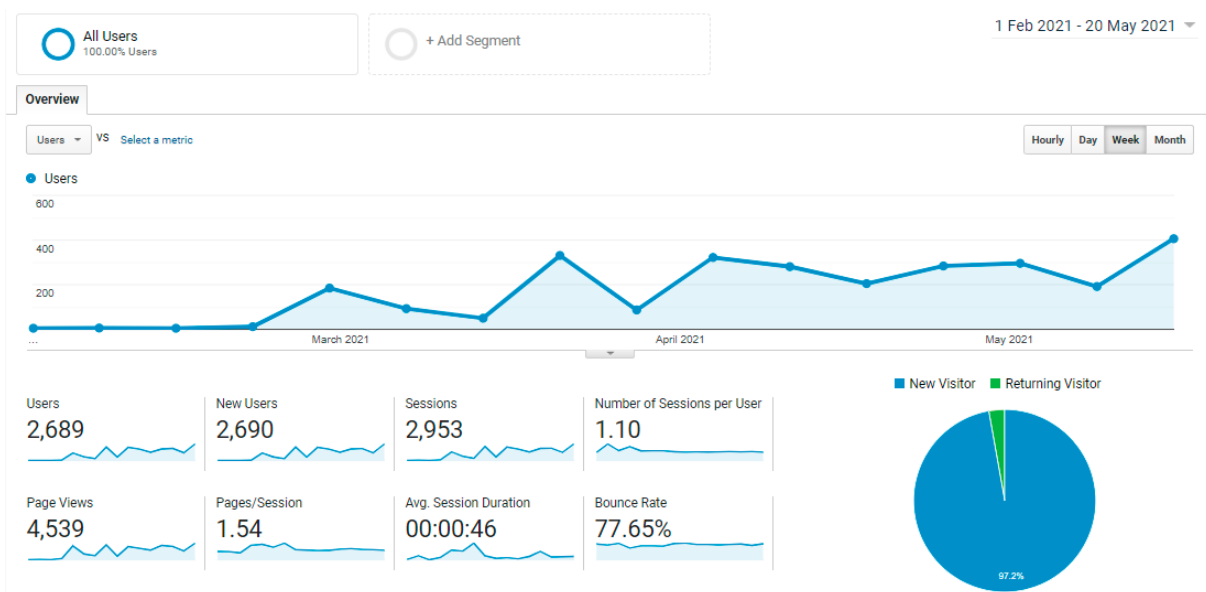 All Users
100.00% Users
+ Add Segment
1 Feb 2021 - 20 May 2021
Overview
Users VS Select a metric
Hourly Day Week Month
Users
600
400
200
... March 2021 April 2021 May 2021
New Visitor Returning Visitor
Users New Users Sessions Number of Sessions per User
2,689 2,690 2,953 1.10
Page Views Pages/Session Avg. Session Duration Bounce Rate
4,539 1.54 00:00:46 77.65%
97.2%